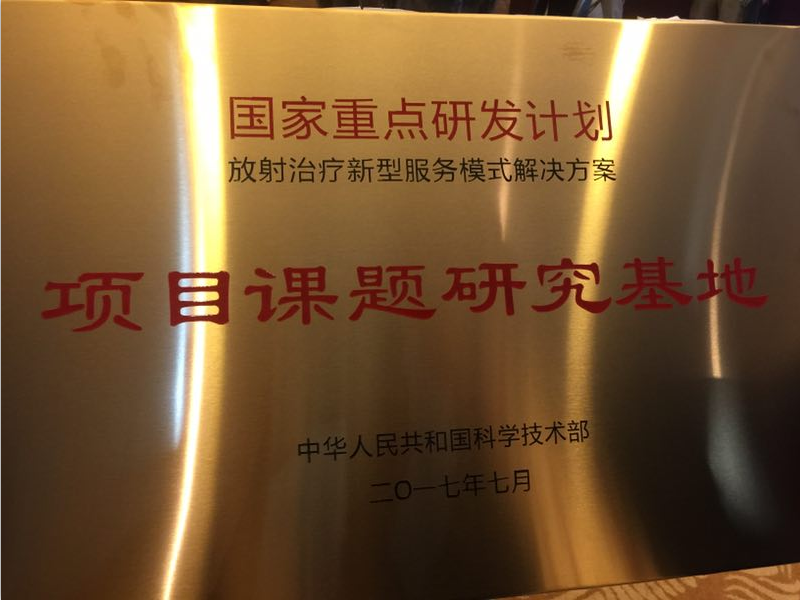 国家重点研发计划
放射治疗新型服务模式解决方案
项目课题研究基地
中华人民共和国科学技术部
二〇一七年七月